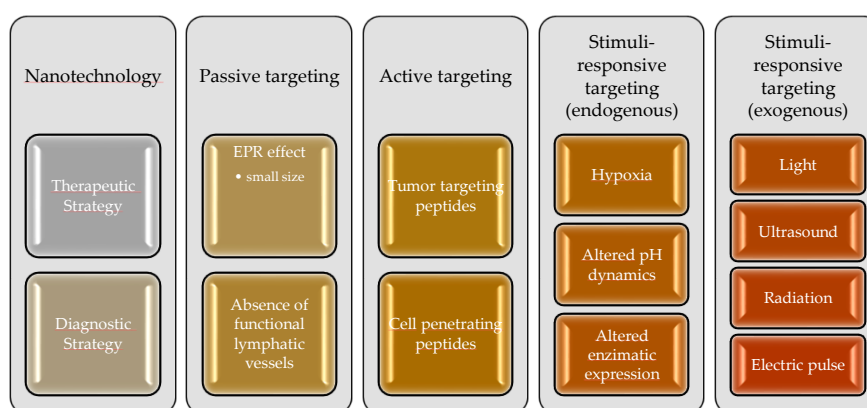 Nanotechnology
Therapeutic
Strategy
Diagnostic
Strategy
Passive targeting
EPR effect
• small size
Absence of
functional
lymphatic
vessels
Active targeting
Tumor targeting
peptides
Cell penetrating
peptides
Stimuli-
responsive
targeting
(endogenous)
Hypoxia
Altered pH
dynamics
Altered
enzimatic
expression
Stimuli-
responsive
targeting
(exogenous)
Light
Ultrasound
Radiation
Electric pulse